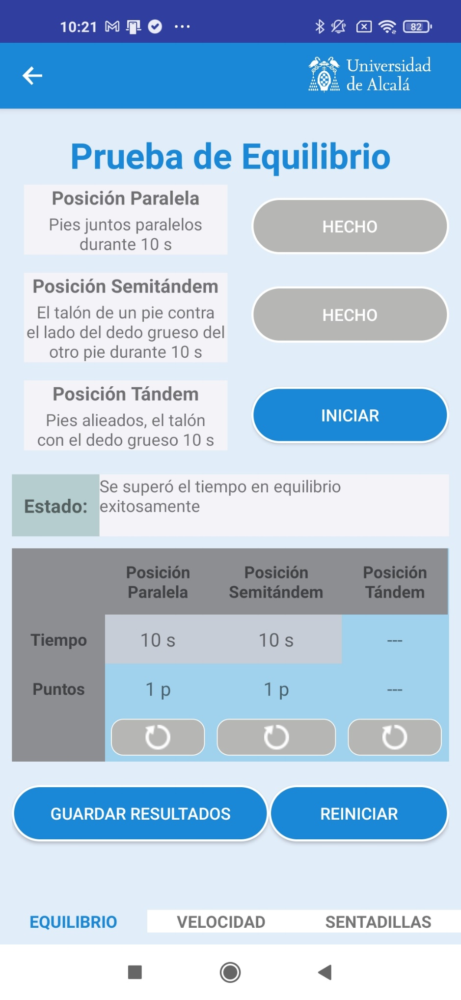 10:21
82
Universidad
de Alcalá
Prueba de Equilibrio
Posición Paralela
Pies juntos paralelos
durante 10 s
HECHO
Posición Semitándem
El talón de un pie contra
el lado del dedo grueso del
otro pie durante 10 s
HECHO
Posición Tándem
Pies alieados, el talón
con el dedo grueso 10 s
INICIAR
Estado:
Se superó el tiempo en equilibrio
exitosamente
Posición Posición Posición
Paralela Semitándem Tándem
Tiempo 10 s 10 s ---
Puntos 1 p 1 p ---
GUARDAR RESULTADOS REINICIAR
EQUILIBRIO VELOCIDAD SENTADILLAS